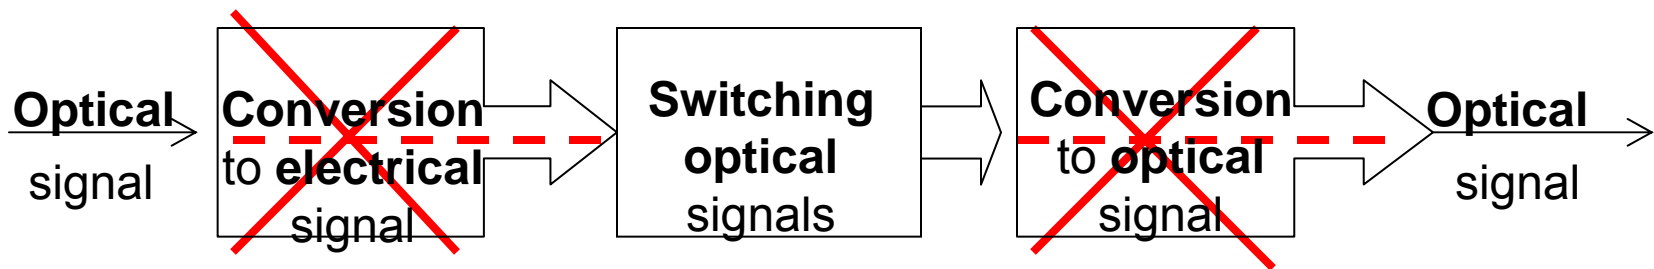 Optical
signal
Conversion
to electrical
signal
Switching
optical
signals
Conversion
to optical
signal
Optical
signal